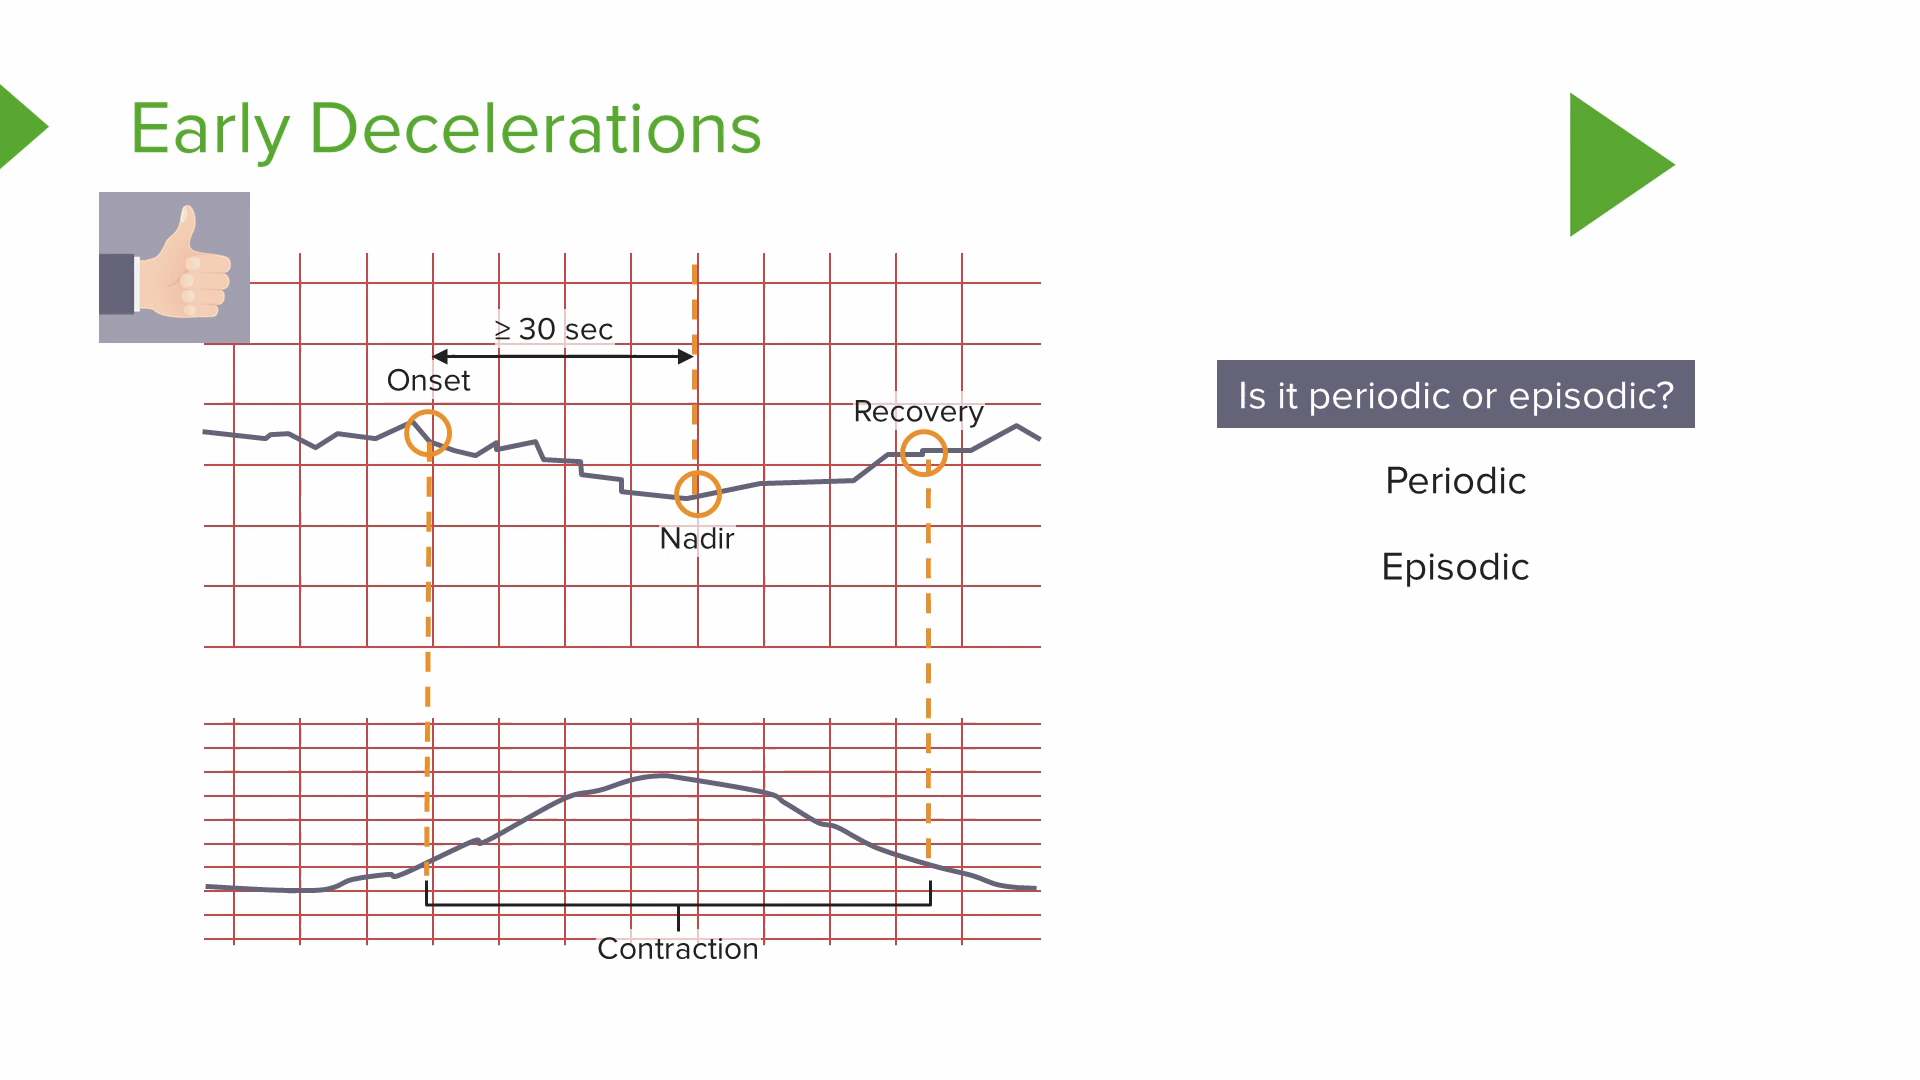 Early Decelerations
≥ 30 sec
Onset
Recovery
Nadir
Contraction
Is it periodic or episodic?
Periodic
Episodic